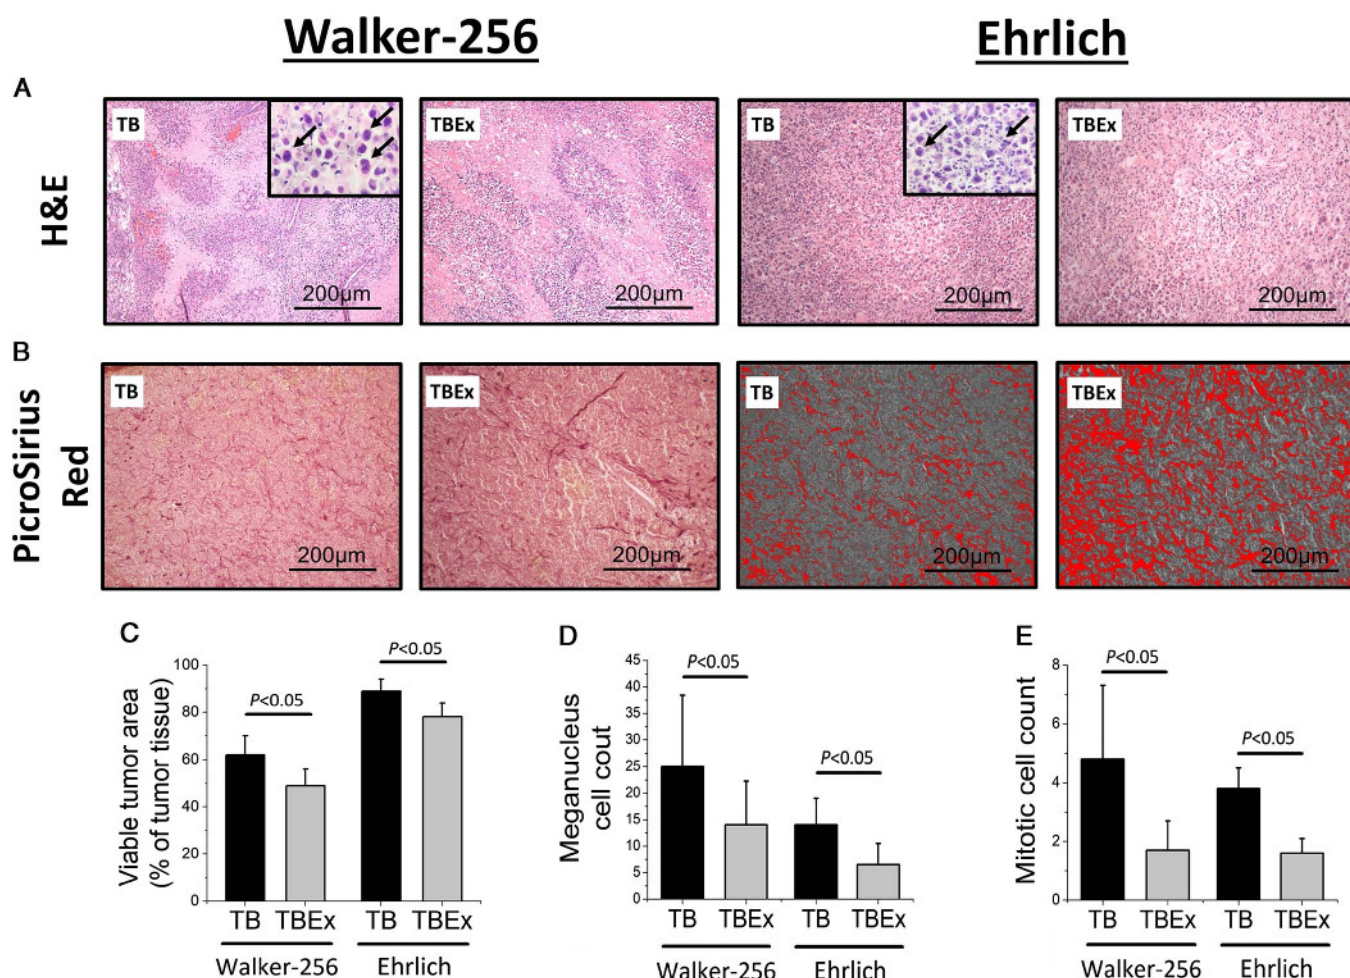 Walker-256
Ehrlich
A
H&E
TB
TBEx
TB
TBEx
200µm
200µm
200µm
200µm
B
PicroSirius
Red
TB
TBEx
TB
TBEx
200µm
200µm
200µm
200µm
C
Viable tumor area
(% of tumor tissue)
100
80
60
40
20
0
P<0.05
P<0.05
TB
TBEx
TB
TBEx
Walker-256
Ehrlich
D
Meganucleus
cell cout
45
40
35
30
25
20
15
10
5
0
P<0.05
P<0.05
TB
TBEx
TB
TBEx
Walker-256
Ehrlich
E
Mitotic cell count
8
6
4
2
0
P<0.05
P<0.05
TB
TBEx
TB
TBEx
Walker-256
Ehrlich